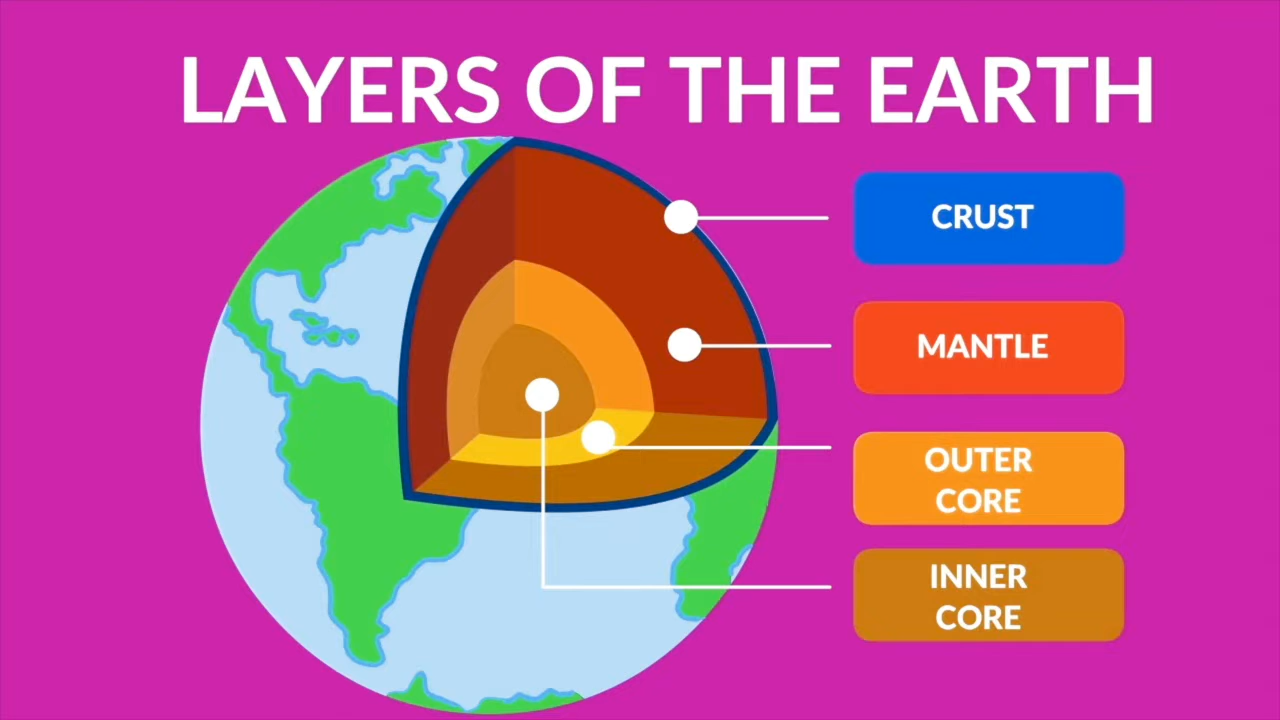 LAYERS OF THE EARTH
CRUST
MANTLE
OUTER
CORE
INNER
CORE